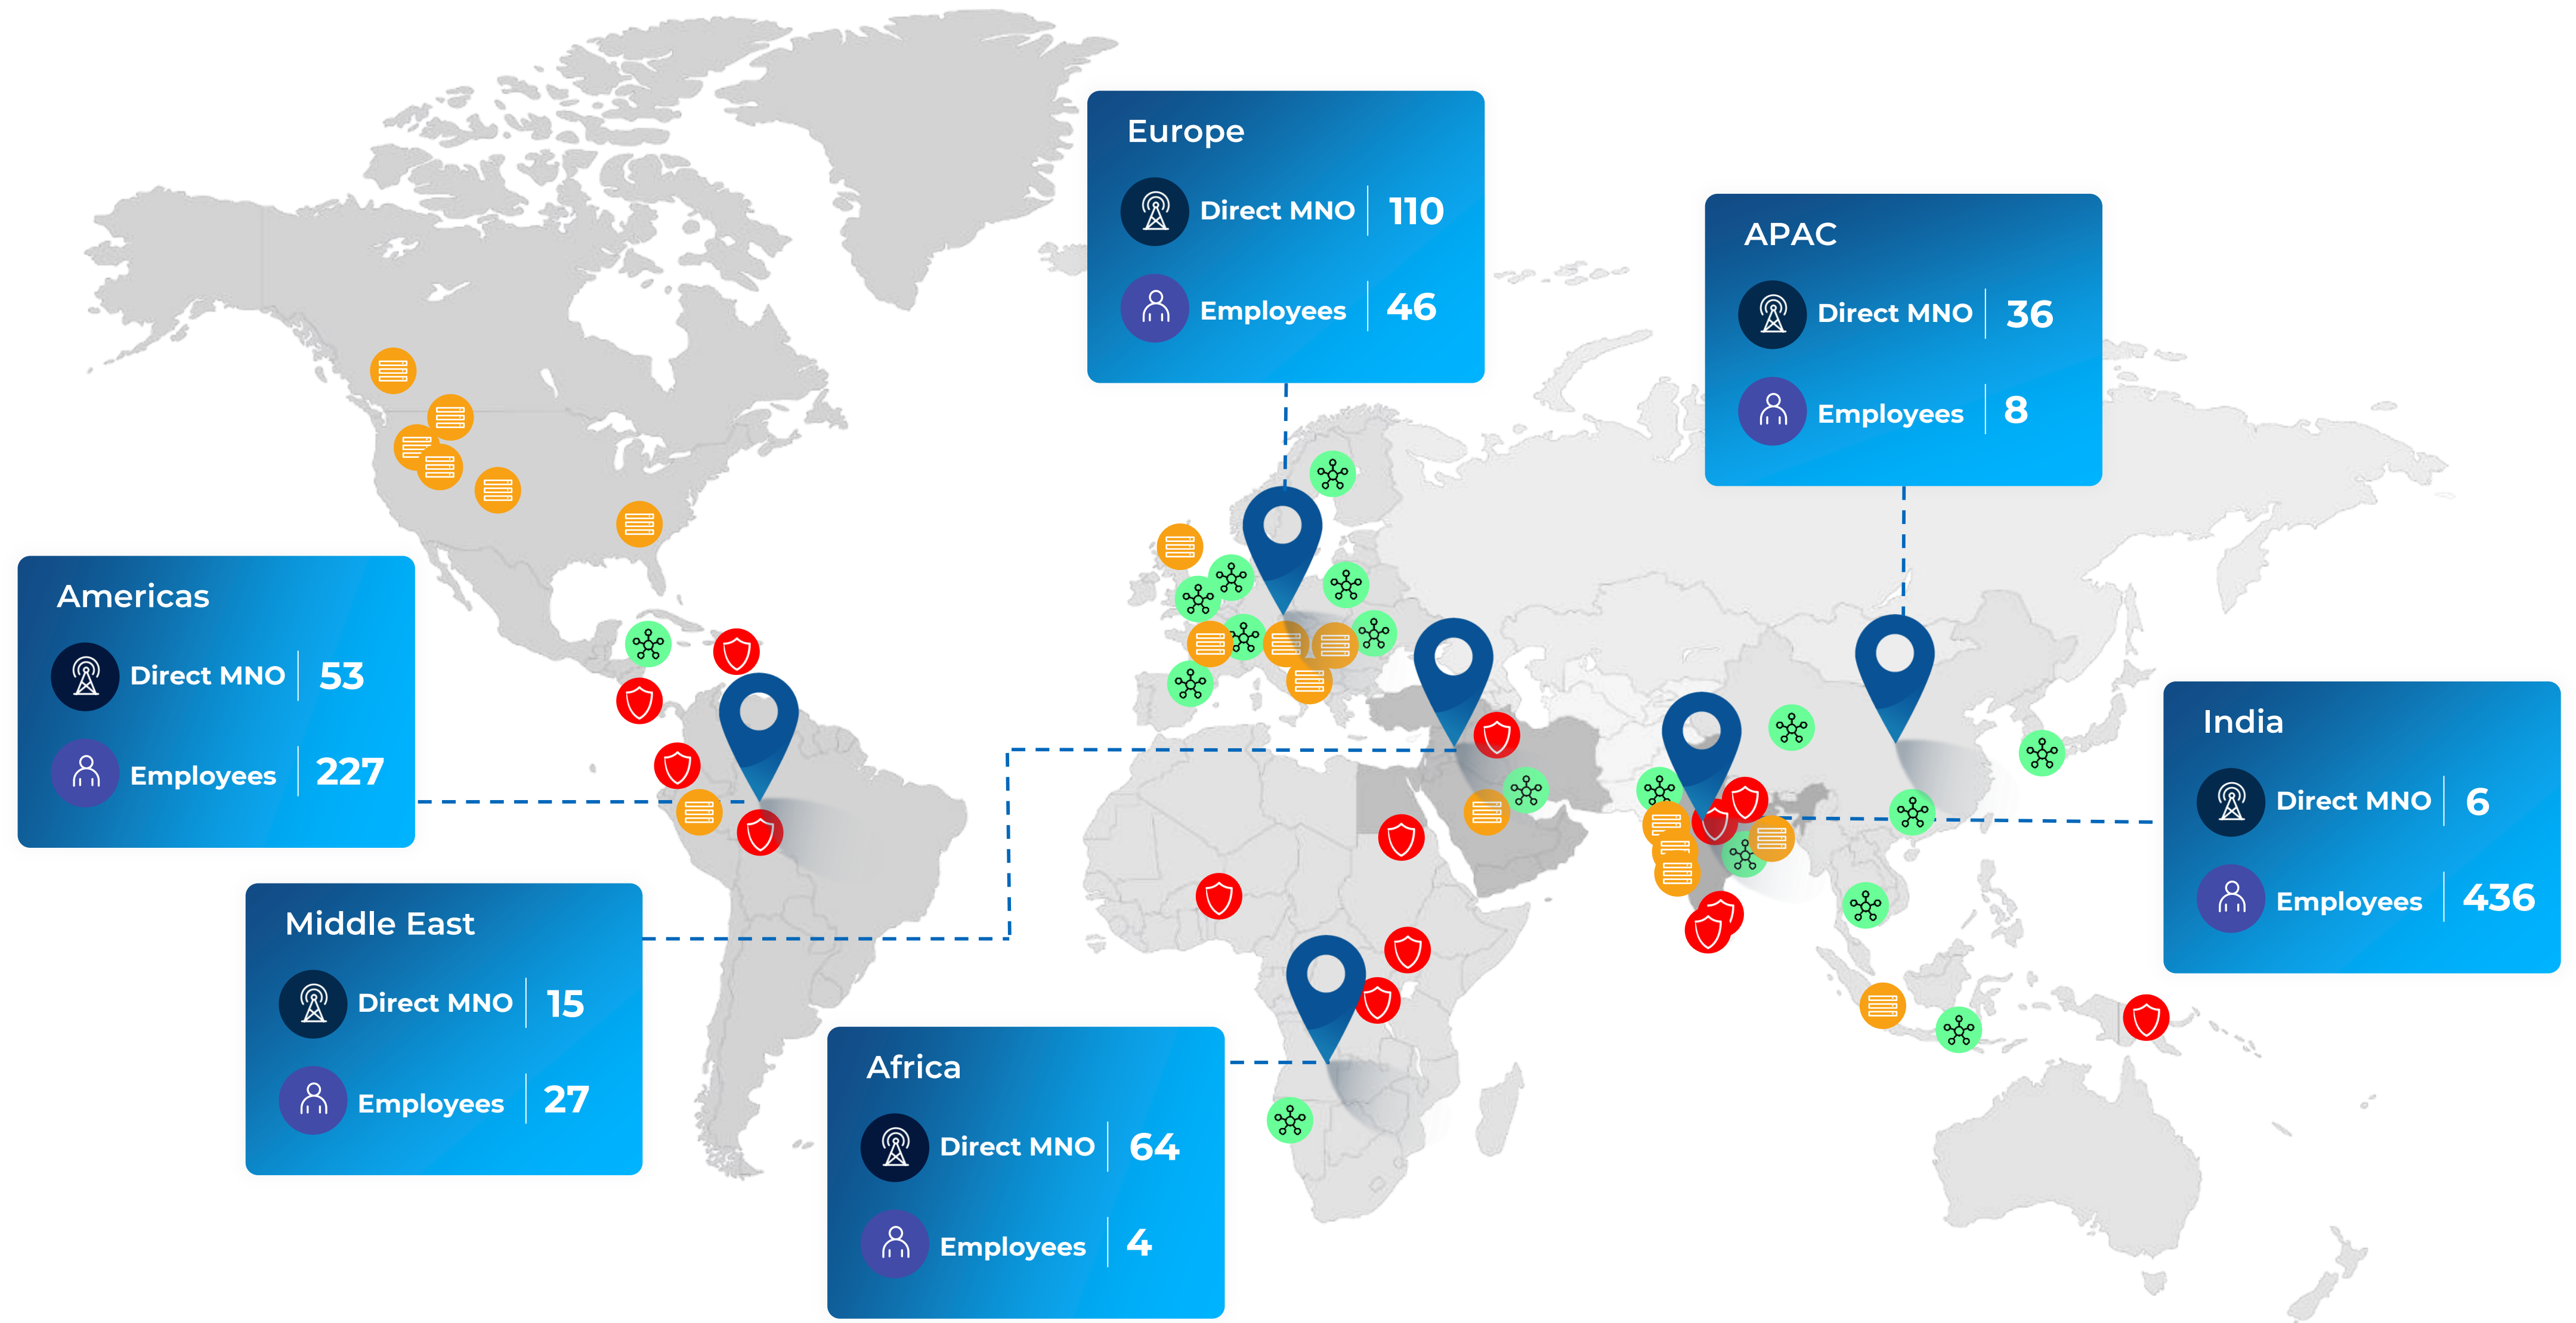 Europe
Direct MNO 110
Employees 46
APAC
Direct MNO 36
Employees 8
Americas
Direct MNO 53
Employees 227
India
Direct MNO 6
Employees 436
Middle East
Direct MNO 15
Employees 27
Africa
Direct MNO 64
Employees 4